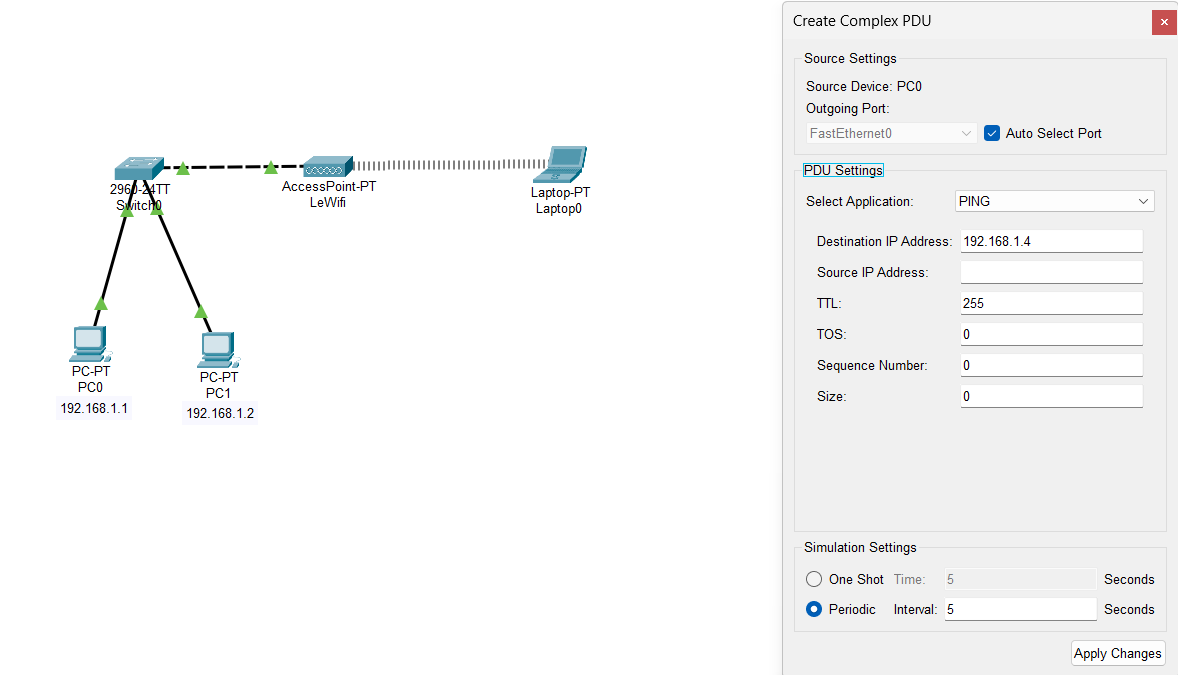 2960-24TT
Switch0
AccessPoint-PT
LeWifi
Laptop-PT
Laptop0
PC-PT
PC0
192.168.1.1
PC-PT
PC1
192.168.1.2
Create Complex PDU
Source Settings
Source Device: PC0
Outgoing Port:
FastEthernet0
Auto Select Port
PDU Settings
Select Application: PING
Destination IP Address: 192.168.1.4
Source IP Address:
TTL: 255
TOS: 0
Sequence Number: 0
Size: 0
Simulation Settings
One Shot Time: 5 Seconds
Periodic Interval: 5 Seconds
Apply Changes